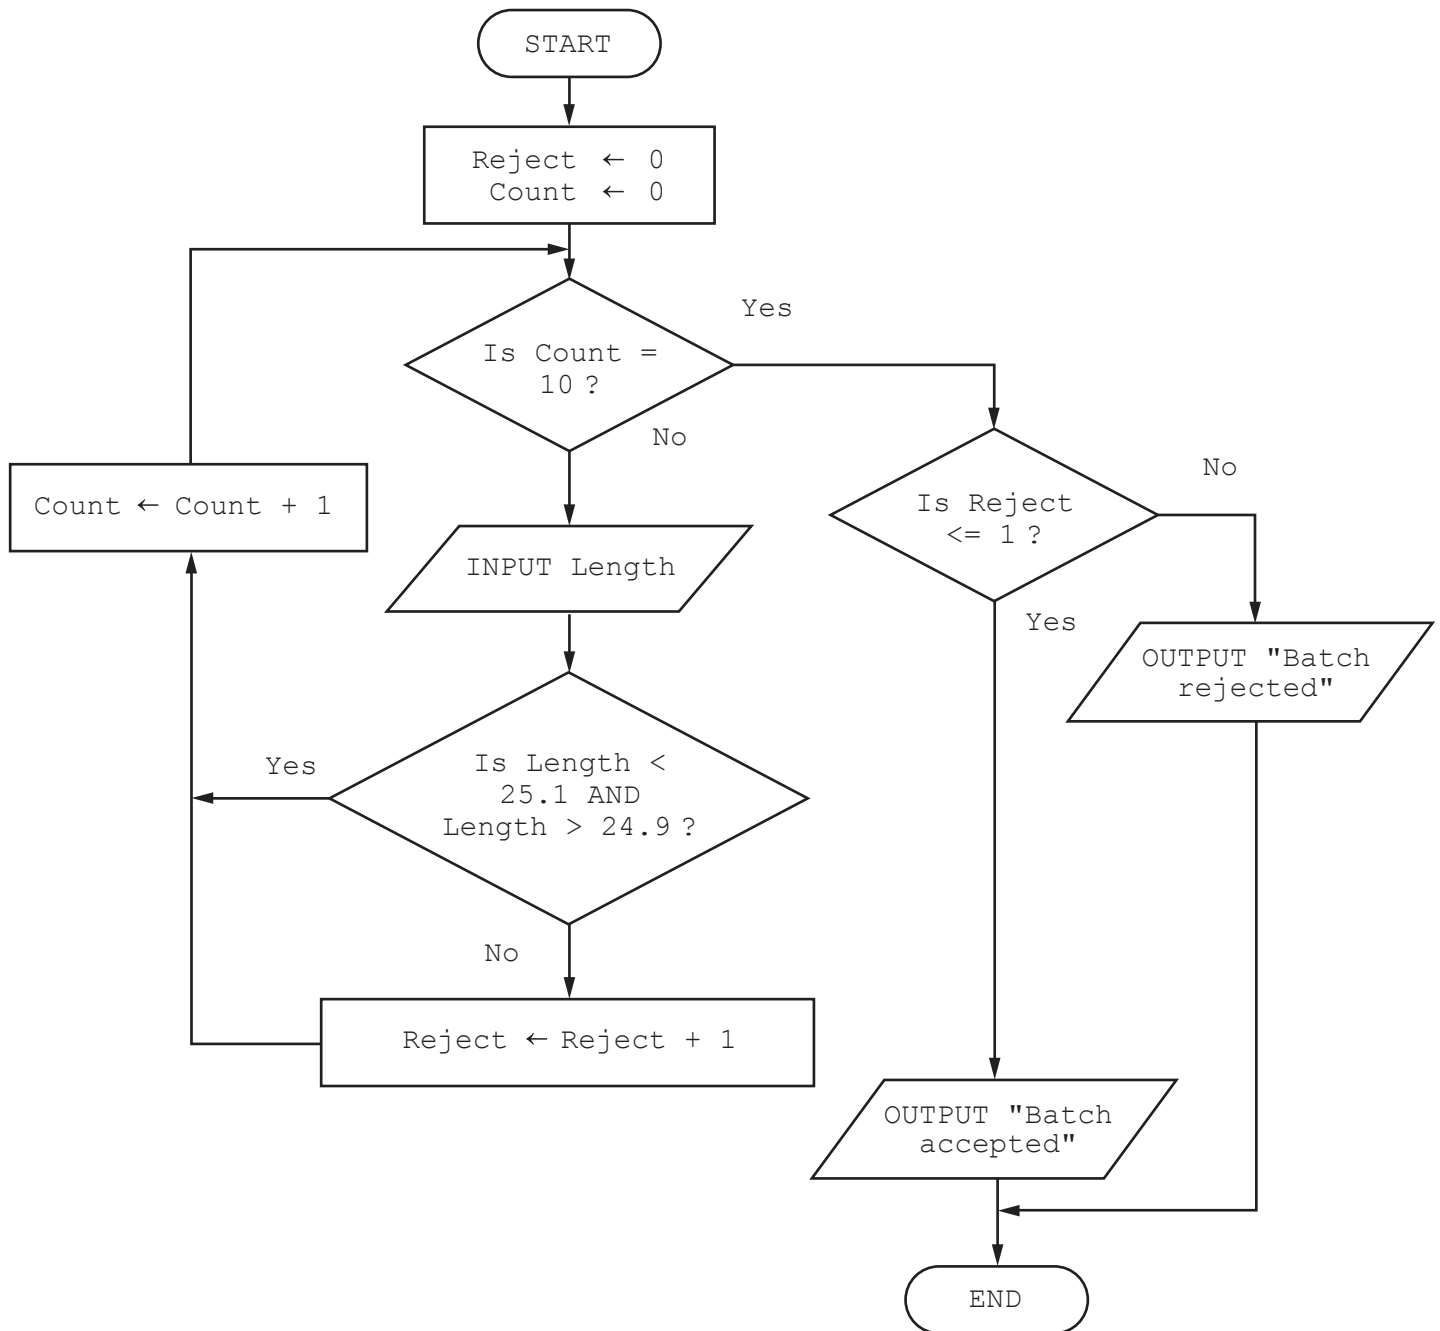 START
Reject ← 0
Count ← 0
Yes
Is Count =
10 ?
No
Count ← Count + 1
No
Is Reject
<= 1 ?
INPUT Length
Yes
OUTPUT "Batch
rejected"
Yes
Is Length <
25.1 AND
Length > 24.9 ?
No
Reject ← Reject + 1
OUTPUT "Batch
accepted"
END